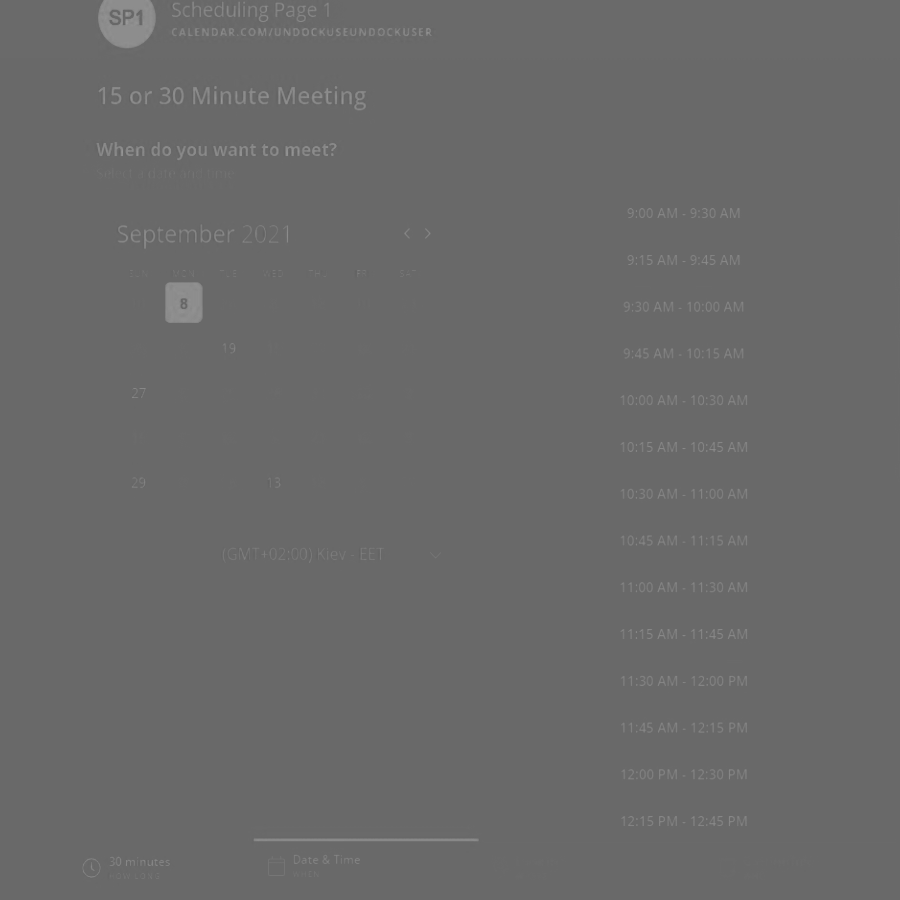 SP1
Scheduling Page 1
CALENDAR.COM/UNDOCKUSEUNDOCKUSER
15 or 30 Minute Meeting
When do you want to meet?
Select a date and time
September 2021
SUN MON TUE WED THU FRI SAT
8
19
27
29 13
(GMT+02:00) Kiev - EET
9:00 AM - 9:30 AM
9:15 AM - 9:45 AM
9:30 AM - 10:00 AM
9:45 AM - 10:15 AM
10:00 AM - 10:30 AM
10:15 AM - 10:45 AM
10:30 AM - 11:00 AM
10:45 AM - 11:15 AM
11:00 AM - 11:30 AM
11:15 AM - 11:45 AM
11:30 AM - 12:00 PM
11:45 AM - 12:15 PM
12:00 PM - 12:30 PM
12:15 PM - 12:45 PM
30 minutes
HOW LONG
Date & Time
WHEN